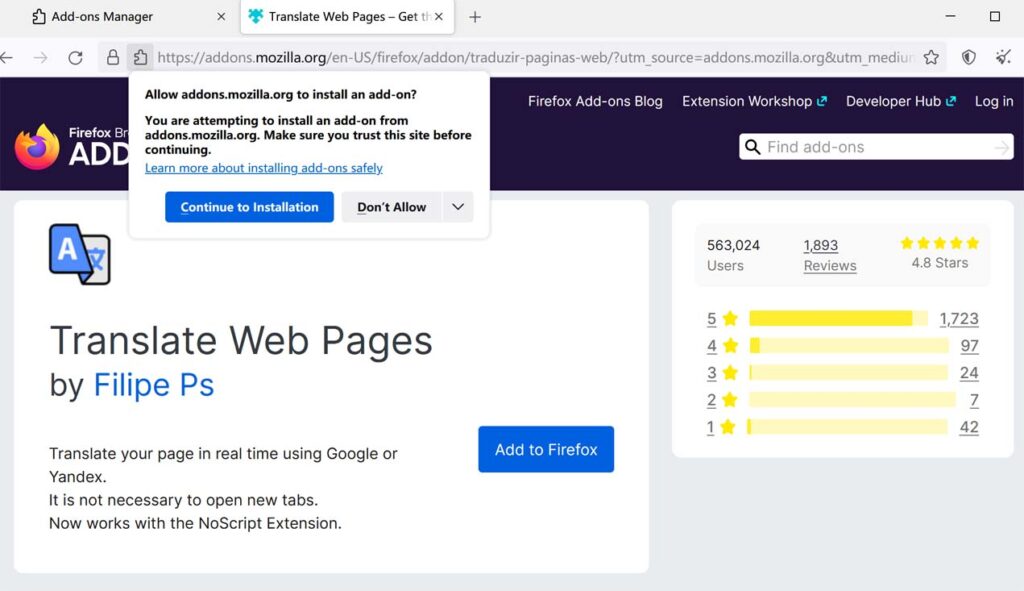 Add-ons Manager
Translate Web Pages – Get th
https://addons.mozilla.org/en-US/firefox/addon/traduzir-paginas-web/?utm_source=addons.mozilla.org&utm_medium
Allow addons.mozilla.org to install an add-on?
You are attempting to install an add-on from
addons.mozilla.org. Make sure you trust this site before
continuing.
Learn more about installing add-ons safely
Continue to Installation
Don’t Allow
Firefox Br
ADD
Firefox Add-ons Blog
Extension Workshop
Developer Hub
Log in
Find add-ons
A 文
Translate Web Pages
by Filipe Ps
Translate your page in real time using Google or
Yandex.
It is not necessary to open new tabs.
Now works with the NoScript Extension.
Add to Firefox
563,024
Users
1,893
Reviews
4.8 Stars
5 1,723
4 97
3 24
2 7
1 42